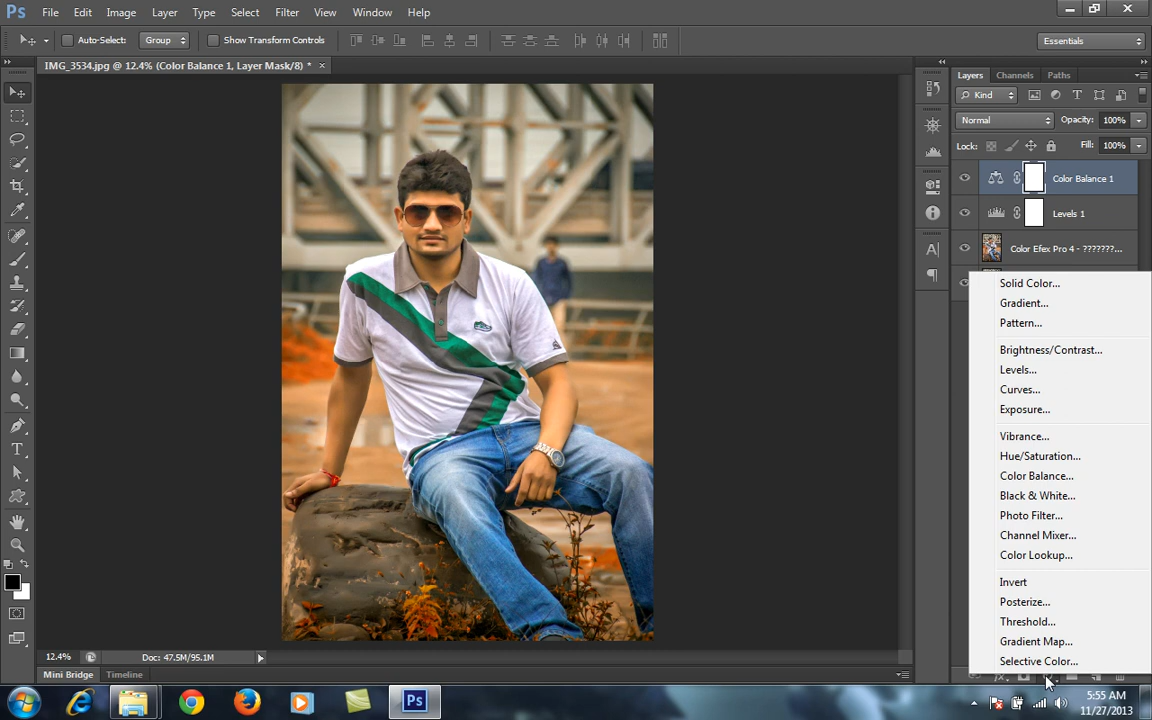 Ps File Edit Image Layer Type Select Filter View Window Help
Auto-Select: Group Show Transform Controls Essentials
IMG_3534.jpg @ 12.4% (Color Balance 1, Layer Mask/8) *
Layers Channels Paths
Kind
Normal Opacity: 100%
Lock: Fill: 100%
Color Balance 1
Levels 1
Color Efex Pro 4 - ???????...
Solid Color...
Gradient...
Pattern...
Brightness/Contrast...
Levels...
Curves...
Exposure...
Vibrance...
Hue/Saturation...
Color Balance...
Black & White...
Photo Filter...
Channel Mixer...
Color Lookup...
Invert
Posterize...
Threshold...
Gradient Map...
Selective Color...
12.4% Doc: 47.5M/95.1M
Mini Bridge Timeline
Ps
5:55 AM
11/27/2013